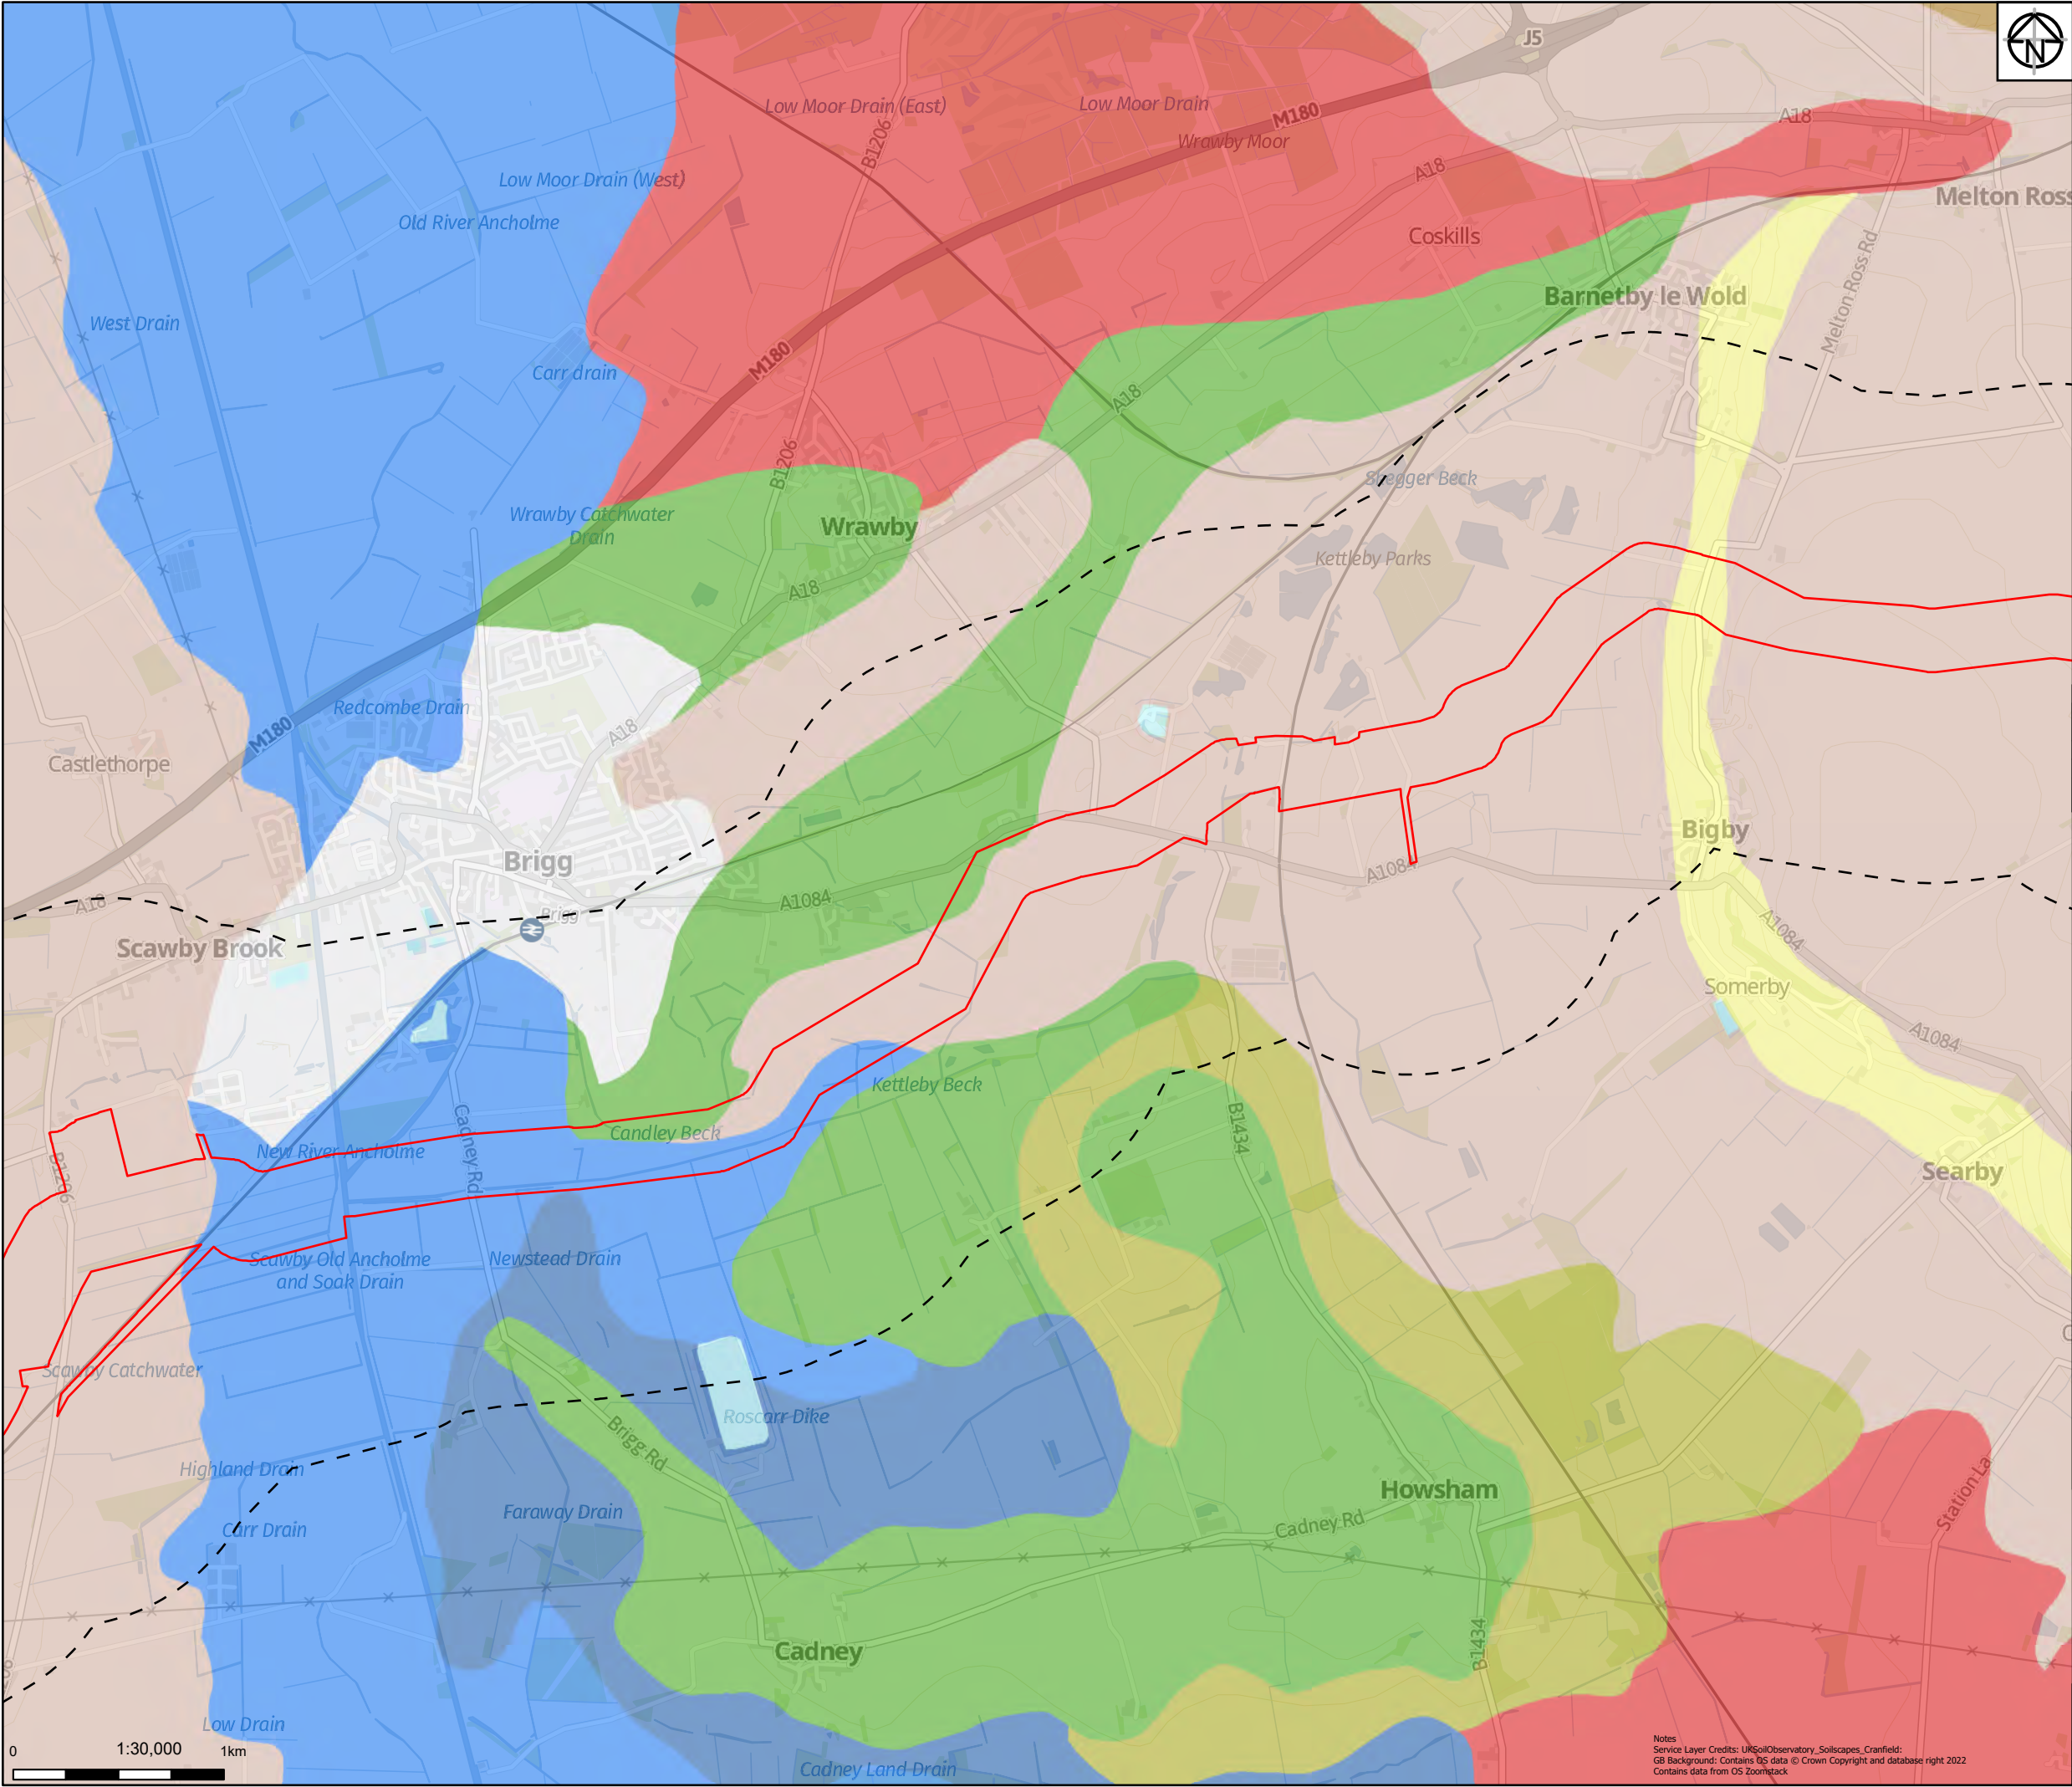 J5
N
Low Moor Drain (East)
Low Moor Drain
M180
A18
B1206
Wrawby Moor
Low Moor Drain (West)
A18
Melton Ross
Old River Ancholme
Coskills
Melton Ross Rd
Barnetby le Wold
West Drain
M180
Carr drain
A18
B1206
Skegger Beck
Wrawby Catchwater
Drain
Wrawby
Kettleby Parks
A18
Redcombe Drain
M180
A18
Castlethorpe
Bigby
Brigg
A1084
A18
A1084
Brigg
A1084
Scawby Brook
Somerby
A1084
Kettleby Beck
Cadney Rd
B1434
Candley Beck
New River Ancholme
B1206
Searby
Scawby Old Ancholme
and Soak Drain
Newstead Drain
Scawby Catchwater
Roscarr Dike
Brigg Rd
Highland Drain
Howsham
Station La
Faraway Drain
Carr Drain
Cadney Rd
Cadney
B1434
Low Drain
Cadney Land Drain
0
1:30,000
1km
Notes
Service Layer Credits: UKSoilObservatory_Soilscapes_Cranfield:
GB Background: Contains OS data © Crown Copyright and database right 2022
Contains data from OS Zoomstack